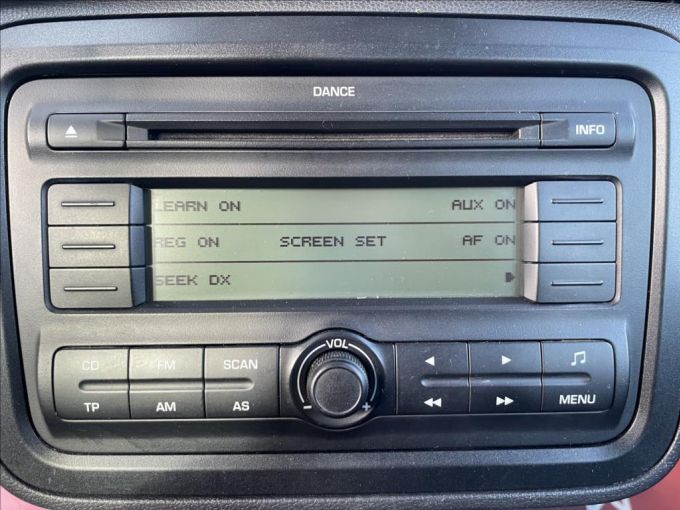 DANCE
INFO
LEARN ON AUX ON
REG ON SCREEN SET AF ON
SEEK DX
CD FM SCAN VOL
TP AM AS MENU